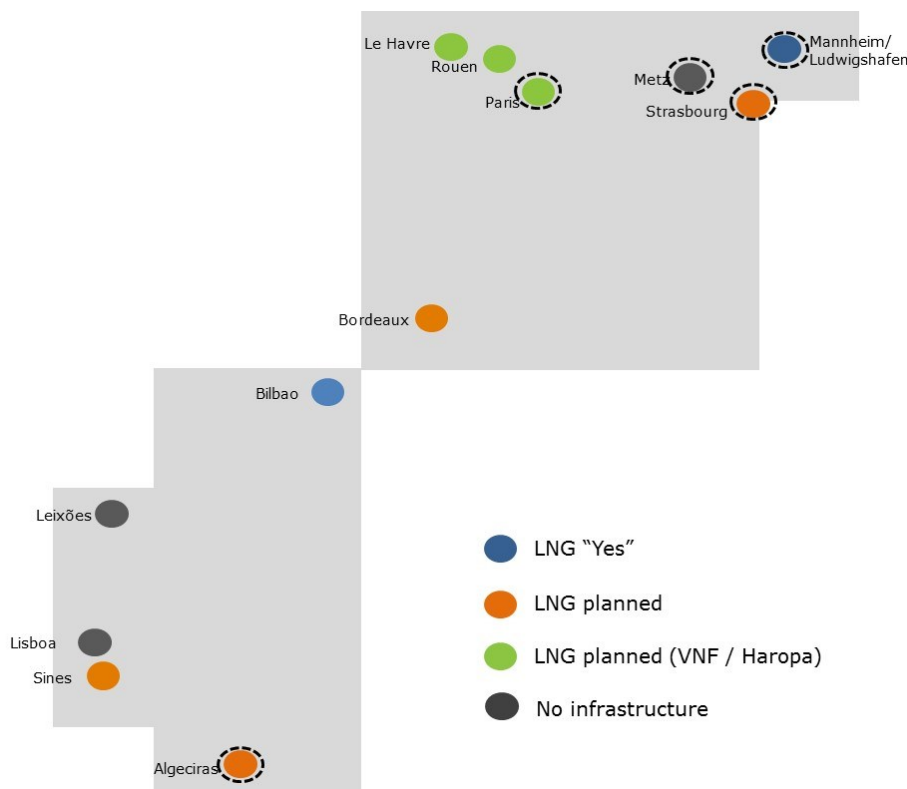 Le Havre
Rouen
Paris
Metz
Strasbourg
Mannheim/
Ludwigshafen
Bordeaux
Bilbao
Leixões
Lisboa
Sines
Algeciras
LNG “Yes”
LNG planned
LNG planned (VNF / Haropa)
No infrastructure